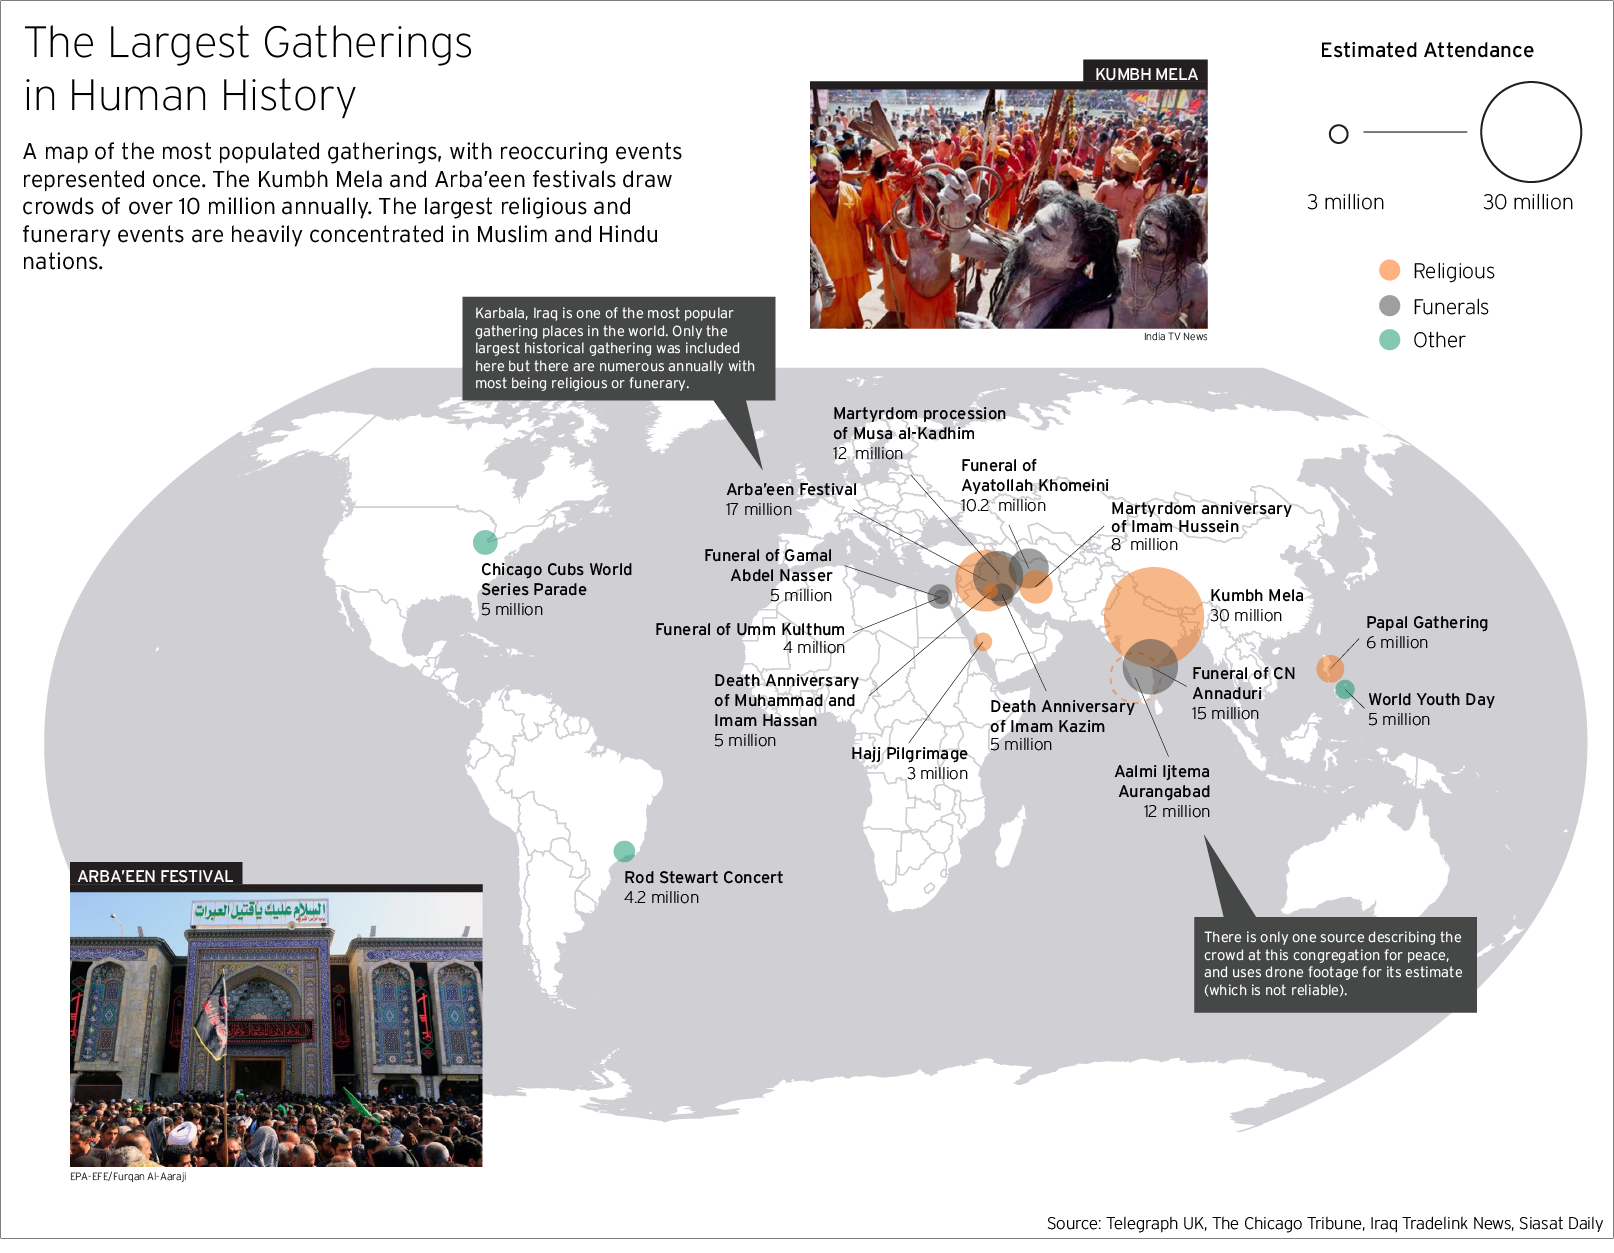 The Largest Gatherings
in Human History
A map of the most populated gatherings, with reoccuring events
represented once. The Kumbh Mela and Arba'een festivals draw
crowds of over 10 million annually. The largest religious and
funerary events are heavily concentrated in Muslim and Hindu
nations.
KUMBH MELA
India TV News
Estimated Attendance
3 million
30 million
Religious
Funerals
Other
Karbala, Iraq is one of the most popular
gathering places in the world. Only the
largest historical gathering was included
here but there are numerous annually with
most being religious or funerary.
Martyrdom procession
of Musa al-Kadhim
12 million
Funeral of
Ayatollah Khomeini
10.2 million
Arba'een Festival
17 million
Martyrdom anniversary
of Imam Hussein
8 million
Funeral of Gamal
Abdel Nasser
5 million
Chicago Cubs World
Series Parade
5 million
Kumbh Mela
30 million
Funeral of Umm Kulthum
4 million
Papal Gathering
6 million
Death Anniversary
of Muhammad and
Imam Hassan
5 million
Funeral of CN
Annaduri
15 million
World Youth Day
5 million
Death Anniversary
of Imam Kazim
5 million
Hajj Pilgrimage
3 million
Aalmi Ijtema
Aurangabad
12 million
Rod Stewart Concert
4.2 million
There is only one source describing the
crowd at this congregation for peace,
and uses drone footage for its estimate
(which is not reliable).
ARBA'EEN FESTIVAL
السلام عليك يا قتيل العبرات
EPA-EFE/Furqan Al-Aaraji
Source: Telegraph UK, The Chicago Tribune, Iraq Tradelink News, Siasat Daily